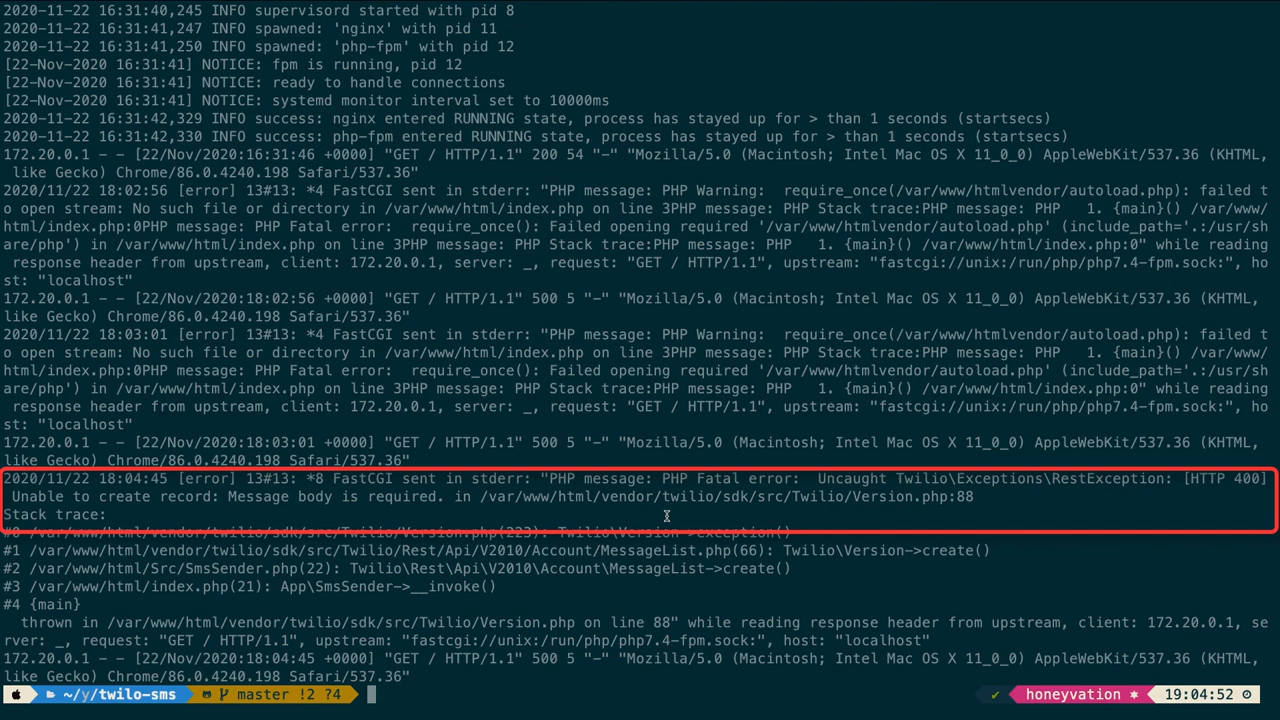 2020-11-22 16:31:40,245 INFO supervisord started with pid 8
2020-11-22 16:31:41,247 INFO spawned: 'nginx' with pid 11
2020-11-22 16:31:41,250 INFO spawned: 'php-fpm' with pid 12
[22-Nov-2020 16:31:41] NOTICE: fpm is running, pid 12
[22-Nov-2020 16:31:41] NOTICE: ready to handle connections
[22-Nov-2020 16:31:41] NOTICE: systemd monitor interval set to 10000ms
2020-11-22 16:31:42,329 INFO success: nginx entered RUNNING state, process has stayed up for > than 1 seconds (startsecs)
2020-11-22 16:31:42,330 INFO success: php-fpm entered RUNNING state, process has stayed up for > than 1 seconds (startsecs)
172.20.0.1 - - [22/Nov/2020:16:31:46 +0000] "GET / HTTP/1.1" 200 54 "-" "Mozilla/5.0 (Macintosh; Intel Mac OS X 11_0_0) AppleWebKit/537.36 (KHTML,
like Gecko) Chrome/86.0.4240.198 Safari/537.36"
2020/11/22 18:02:56 [error] 13#13: *4 FastCGI sent in stderr: "PHP message: PHP Warning:  require_once(/var/www/htmlvendor/autoload.php): failed t
o open stream: No such file or directory in /var/www/html/index.php on line 3PHP message: PHP Stack trace:PHP message: PHP   1. {main}() /var/www/
html/index.php:0PHP message: PHP Fatal error:  require_once(): Failed opening required '/var/www/htmlvendor/autoload.php' (include_path='.:/usr/sh
are/php') in /var/www/html/index.php on line 3PHP message: PHP Stack trace:PHP message: PHP   1. {main}() /var/www/html/index.php:0" while reading
response header from upstream, client: 172.20.0.1, server: _, request: "GET / HTTP/1.1", upstream: "fastcgi://unix:/run/php/php7.4-fpm.sock:", ho
st: "localhost"
172.20.0.1 - - [22/Nov/2020:18:02:56 +0000] "GET / HTTP/1.1" 500 5 "-" "Mozilla/5.0 (Macintosh; Intel Mac OS X 11_0_0) AppleWebKit/537.36 (KHTML,
like Gecko) Chrome/86.0.4240.198 Safari/537.36"
2020/11/22 18:03:01 [error] 13#13: *4 FastCGI sent in stderr: "PHP message: PHP Warning:  require_once(/var/www/htmlvendor/autoload.php): failed t
o open stream: No such file or directory in /var/www/html/index.php on line 3PHP message: PHP Stack trace:PHP message: PHP   1. {main}() /var/www/
html/index.php:0PHP message: PHP Fatal error:  require_once(): Failed opening required '/var/www/htmlvendor/autoload.php' (include_path='.:/usr/sh
are/php') in /var/www/html/index.php on line 3PHP message: PHP Stack trace:PHP message: PHP   1. {main}() /var/www/html/index.php:0" while reading
response header from upstream, client: 172.20.0.1, server: _, request: "GET / HTTP/1.1", upstream: "fastcgi://unix:/run/php/php7.4-fpm.sock:", ho
st: "localhost"
172.20.0.1 - - [22/Nov/2020:18:03:01 +0000] "GET / HTTP/1.1" 500 5 "-" "Mozilla/5.0 (Macintosh; Intel Mac OS X 11_0_0) AppleWebKit/537.36 (KHTML,
like Gecko) Chrome/86.0.4240.198 Safari/537.36"
2020/11/22 18:04:45 [error] 13#13: *8 FastCGI sent in stderr: "PHP message: PHP Fatal error:  Uncaught Twilio\Exceptions\RestException: [HTTP 400]
Unable to create record: Message body is required. in /var/www/html/vendor/twilio/sdk/src/Twilio/Version.php:88
Stack trace:
#0 /var/www/html/vendor/twilio/sdk/src/Twilio/Version.php(223): Twilio\Version->exception()
#1 /var/www/html/vendor/twilio/sdk/src/Twilio/Rest/Api/V2010/Account/MessageList.php(66): Twilio\Version->create()
#2 /var/www/html/Src/SmsSender.php(22): Twilio\Rest\Api\V2010\Account\MessageList->create()
#3 /var/www/html/index.php(21): App\SmsSender->__invoke()
#4 {main}
thrown in /var/www/html/vendor/twilio/sdk/src/Twilio/Version.php on line 88" while reading response header from upstream, client: 172.20.0.1, se
rver: _, request: "GET / HTTP/1.1", upstream: "fastcgi://unix:/run/php/php7.4-fpm.sock:", host: "localhost"
172.20.0.1 - - [22/Nov/2020:18:04:45 +0000] "GET / HTTP/1.1" 500 5 "-" "Mozilla/5.0 (Macintosh; Intel Mac OS X 11_0_0) AppleWebKit/537.36 (KHTML,
like Gecko) Chrome/86.0.4240.198 Safari/537.36"
~/y/twilo-sms master !2 ?4 ✔ honeyvation * 19:04:52